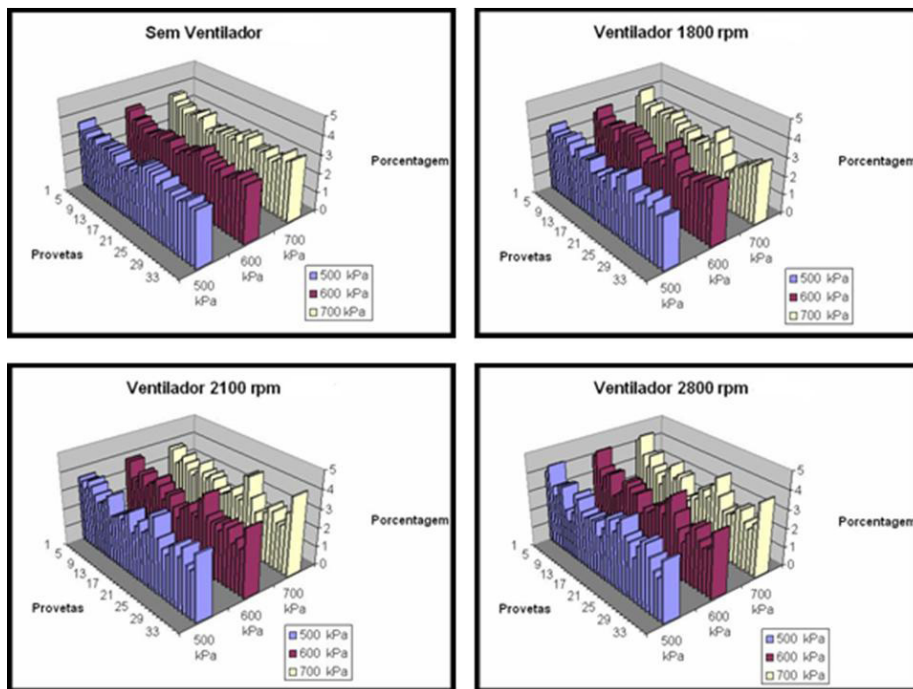 Sem Ventilador
5
4
3
2
1
0
Porcentagem
1
5
9
13
17
21
25
29
33
Provetas
500 kPa
600 kPa
700 kPa
500 kPa
600 kPa
700 kPa
Ventilador 1800 rpm
5
4
3
2
1
0
Porcentagem
1
5
9
13
17
21
25
29
33
Provetas
500 kPa
600 kPa
700 kPa
500 kPa
600 kPa
700 kPa
Ventilador 2100 rpm
5
4
3
2
1
0
Porcentagem
1
5
9
13
17
21
25
29
33
Provetas
500 kPa
600 kPa
700 kPa
500 kPa
600 kPa
700 kPa
Ventilador 2800 rpm
5
4
3
2
1
0
Porcentagem
1
5
9
13
17
21
25
29
33
Provetas
500 kPa
600 kPa
700 kPa
500 kPa
600 kPa
700 kPa